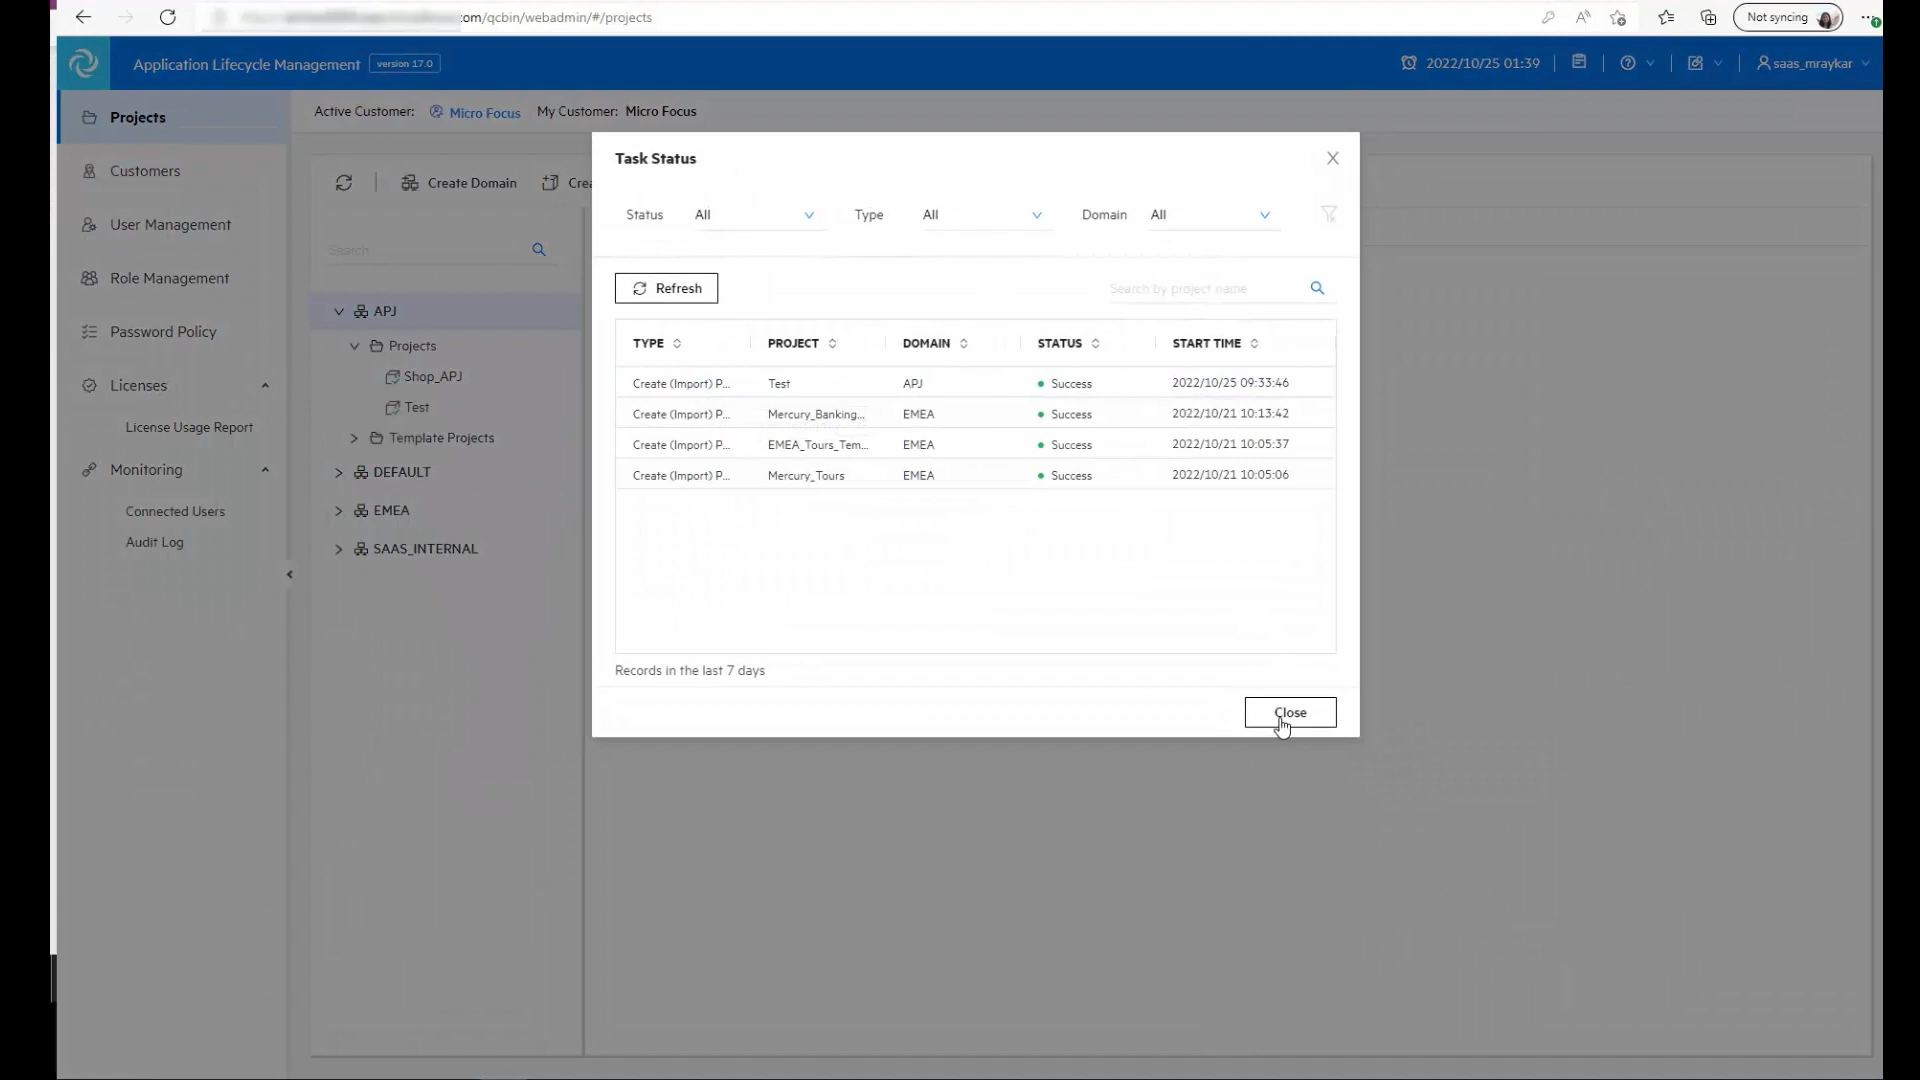 om/qcbin/webadmin/#/projects
Not syncing
Application Lifecycle Management version 17.0
2022/10/25 01:39
saas_mraykar
Projects
Customers
User Management
Role Management
Password Policy
Licenses
License Usage Report
Monitoring
Connected Users
Audit Log
Active Customer: Micro Focus My Customer: Micro Focus
Create Domain Crea
Search
APJ
Projects
Shop_APJ
Test
Template Projects
DEFAULT
EMEA
SAAS_INTERNAL
Task Status
Status All Type All Domain All
Refresh
Search by project name
TYPE PROJECT DOMAIN STATUS START TIME
Create (Import) P... Test APJ Success 2022/10/25 09:33:46
Create (Import) P... Mercury_Banking... EMEA Success 2022/10/21 10:13:42
Create (Import) P... EMEA_Tours_Tem... EMEA Success 2022/10/21 10:05:37
Create (Import) P... Mercury_Tours EMEA Success 2022/10/21 10:05:06
Records in the last 7 days
Close